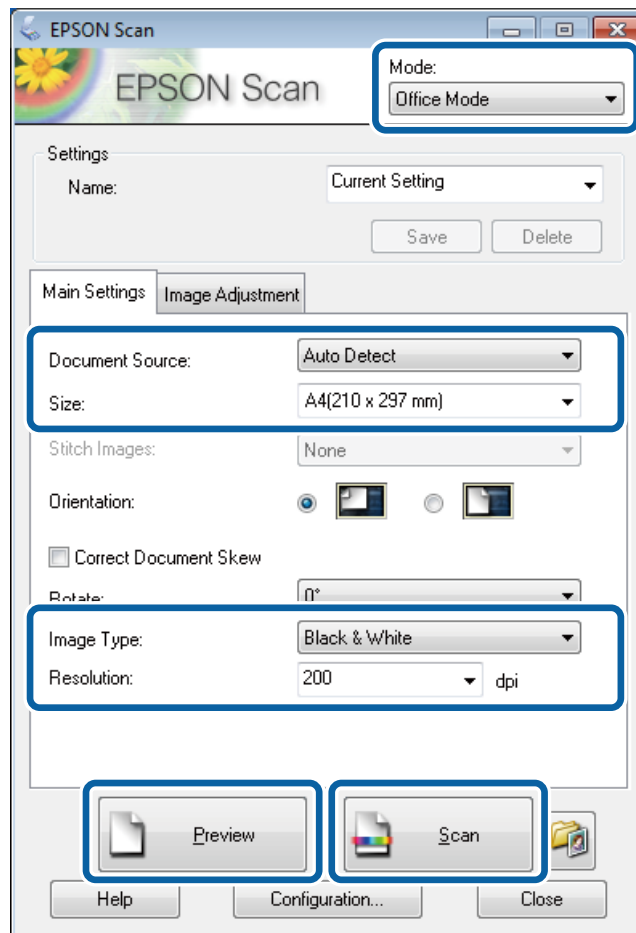 EPSON Scan
EPSON Scan
Mode:
Office Mode
Settings
Name: Current Setting
Save Delete
Main Settings Image Adjustment
Document Source: Auto Detect
Size: A4(210 x 297 mm)
Stitch Images: None
Orientation:
Correct Document Skew
Rotate: 0°
Image Type: Black & White
Resolution: 200 dpi
Preview Scan
Help Configuration... Close